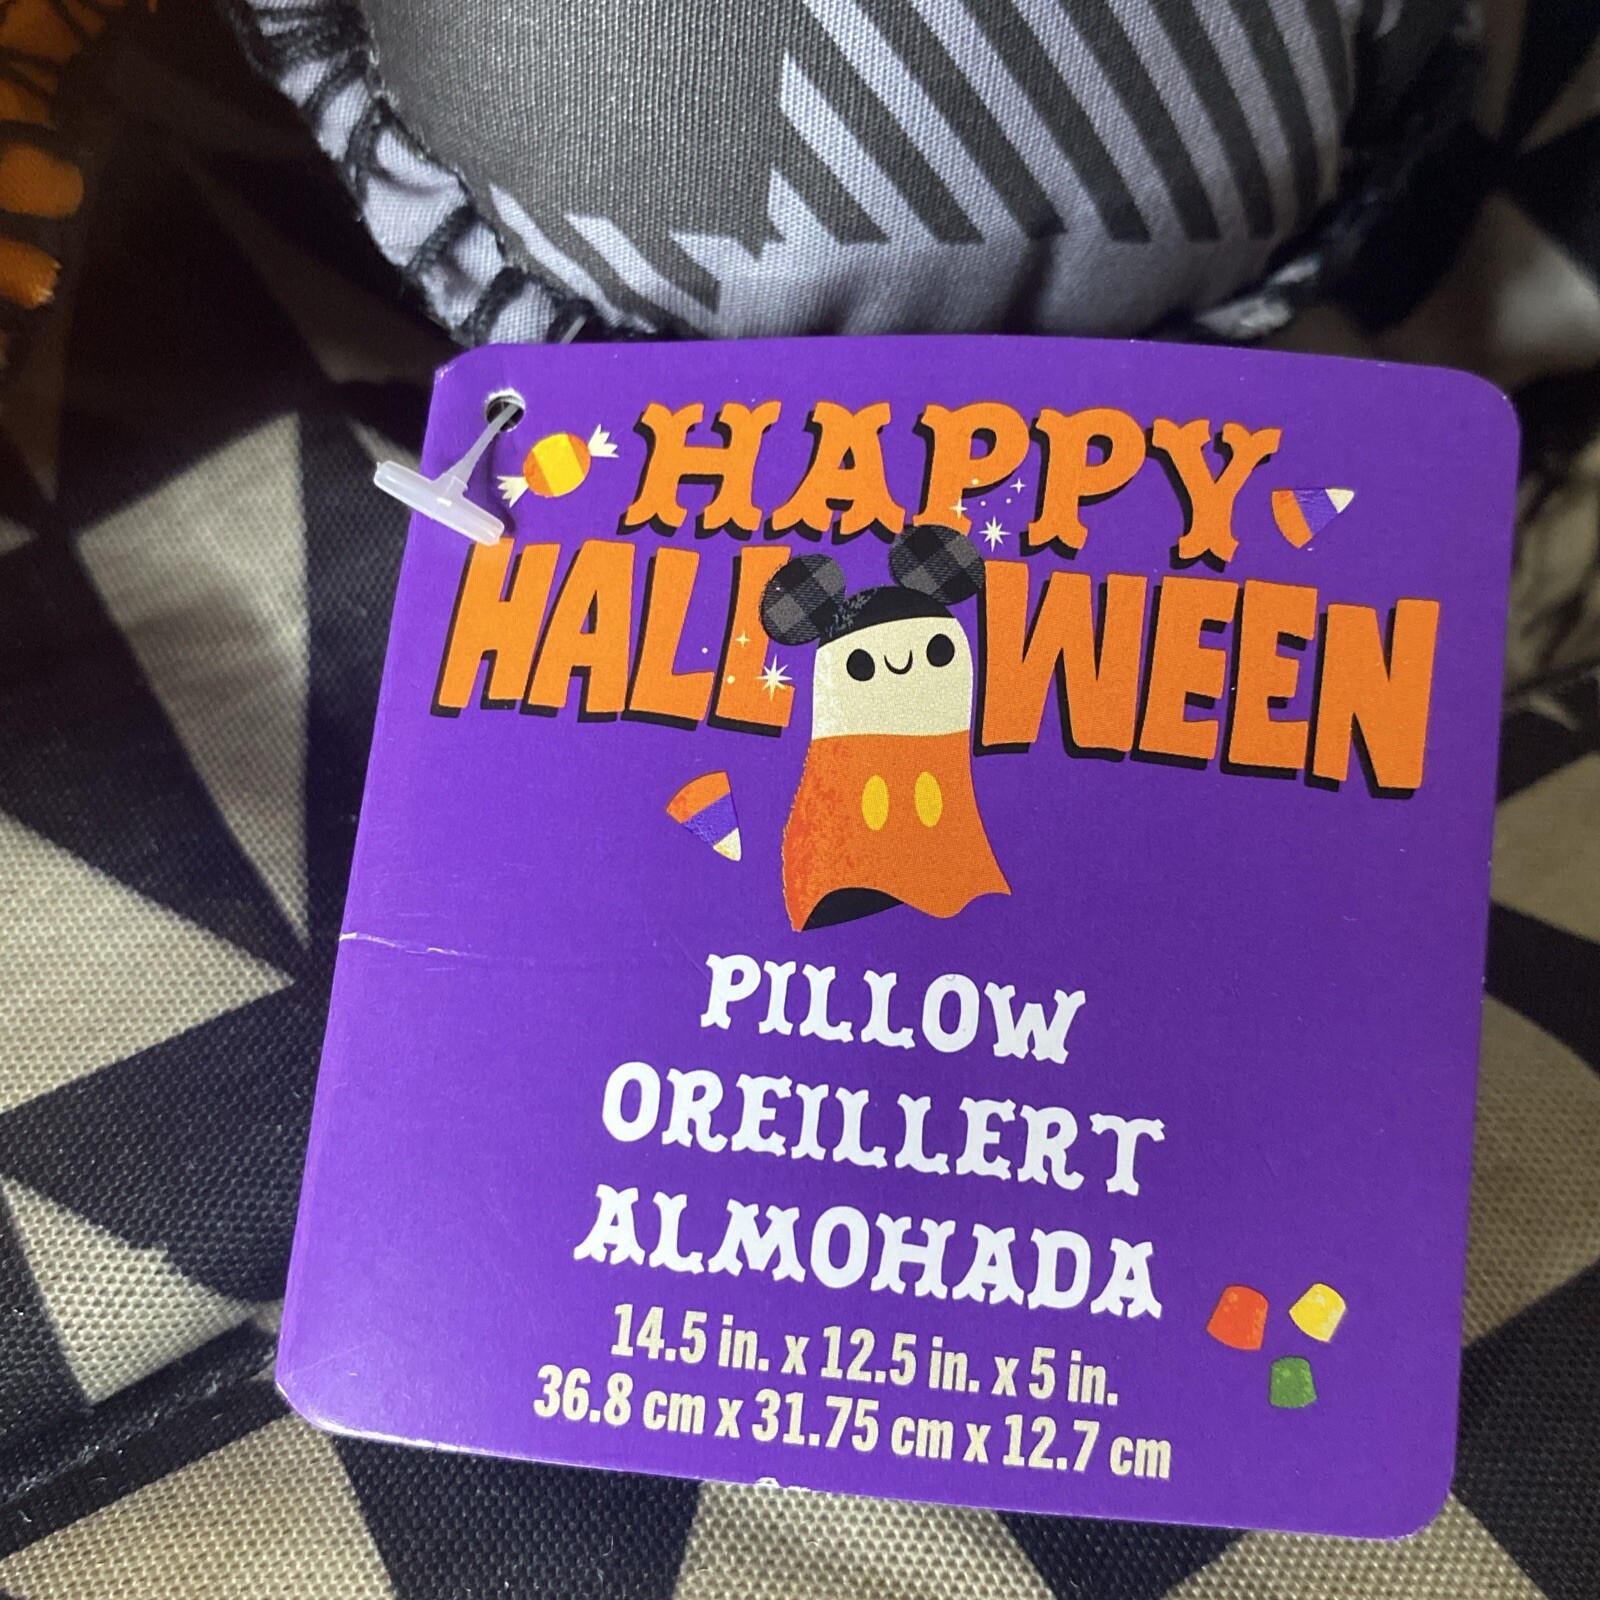 HAPPY
HALLOWEEN
PILLOW
OREILLERT
ALMOHADA
14.5 in. x 12.5 in. x 5 in.
36.8 cm x 31.75 cm x 12.7 cm